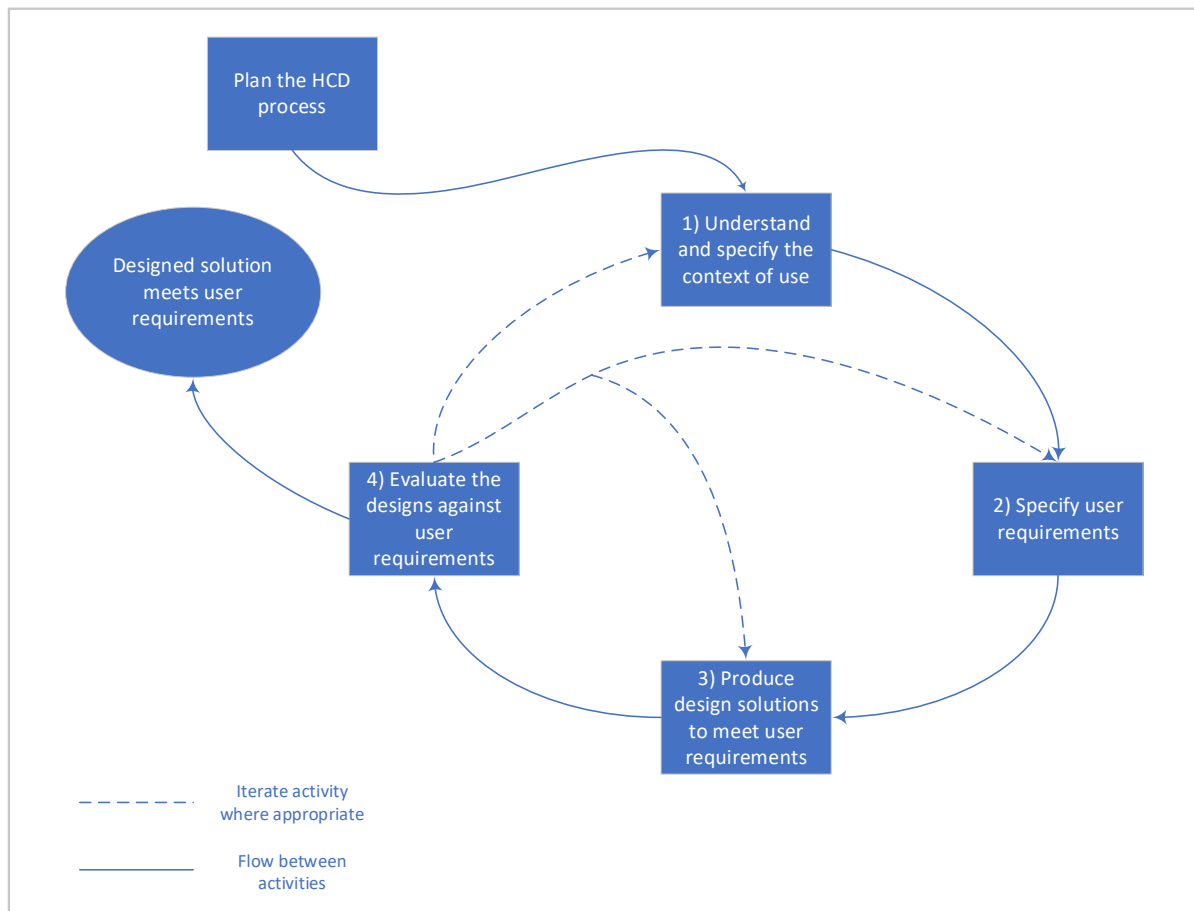 Plan the HCD
process
1) Understand
and specify the
context of use
Designed solution
meets user
requirements
4) Evaluate the
designs against
user
requirements
2) Specify user
requirements
3) Produce
design solutions
to meet user
requirements
Iterate activity
where appropriate
Flow between
activities